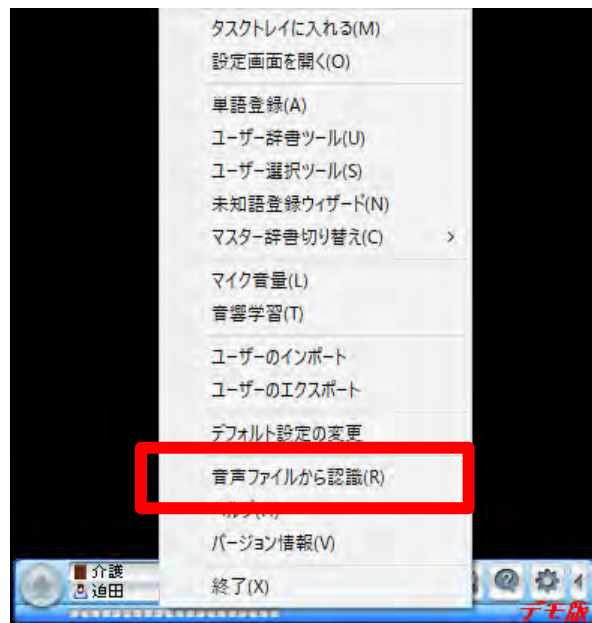 タスクトレイに入れる(M)
設定画面を開く(O)
単語登録(A)
ユーザー辞書ツール(U)
ユーザー選択ツール(S)
未知語登録ウィザード(N)
マスター辞書切り替え(C)
マイク音量(L)
音響学習(T)
ユーザーのインポート
ユーザーのエクスポート
デフォルト設定の変更
音声ファイルから認識(R)
バージョン情報(V)
終了(X)
介護
迫田
デモ版